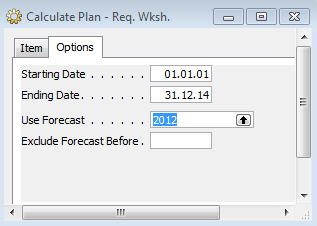 Calculate Plan - Req. Wksh.
Item Options
Starting Date . . . . . . 01.01.01
Ending Date . . . . . . . 31.12.14
Use Forecast . . . . . . 2012
Exclude Forecast Before .